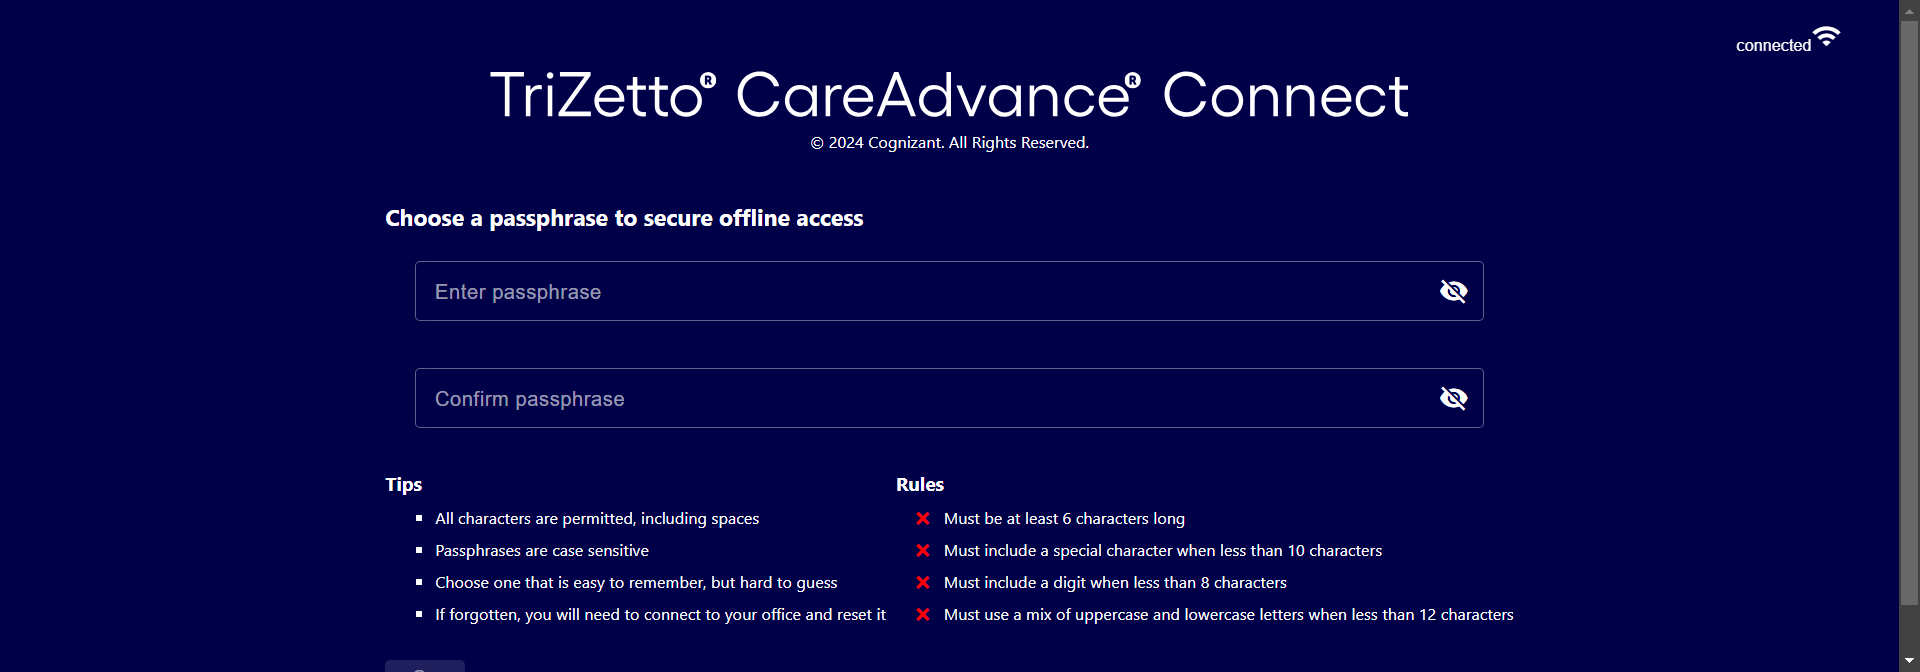 connected
TriZetto® CareAdvance® Connect
© 2024 Cognizant. All Rights Reserved.
Choose a passphrase to secure offline access
Enter passphrase
Confirm passphrase
Tips
All characters are permitted, including spaces
Passphrases are case sensitive
Choose one that is easy to remember, but hard to guess
If forgotten, you will need to connect to your office and reset it
Rules
Must be at least 6 characters long
Must include a special character when less than 10 characters
Must include a digit when less than 8 characters
Must use a mix of uppercase and lowercase letters when less than 12 characters